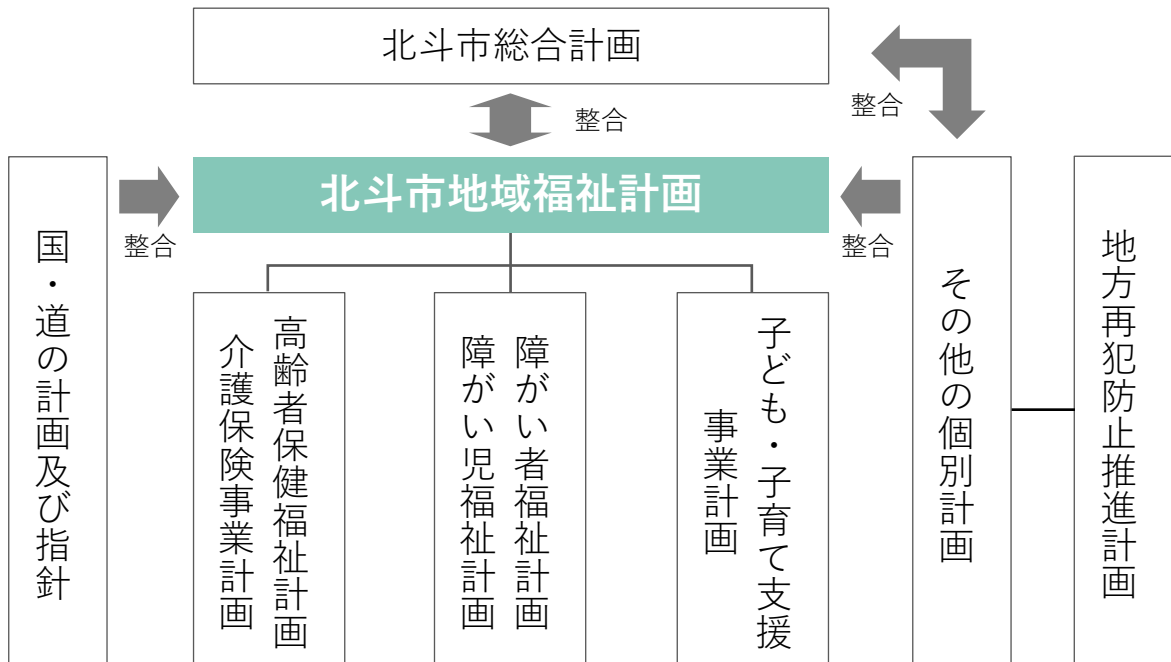 北斗市総合計画
整合
整合
北斗市地域福祉計画
整合
整合
国・道の計画及び指針
高齢者保健福祉計画
介護保険事業計画
障がい者福祉計画
障がい児福祉計画
子ども・子育て支援
事業計画
その他の個別計画
地方再犯防止推進計画